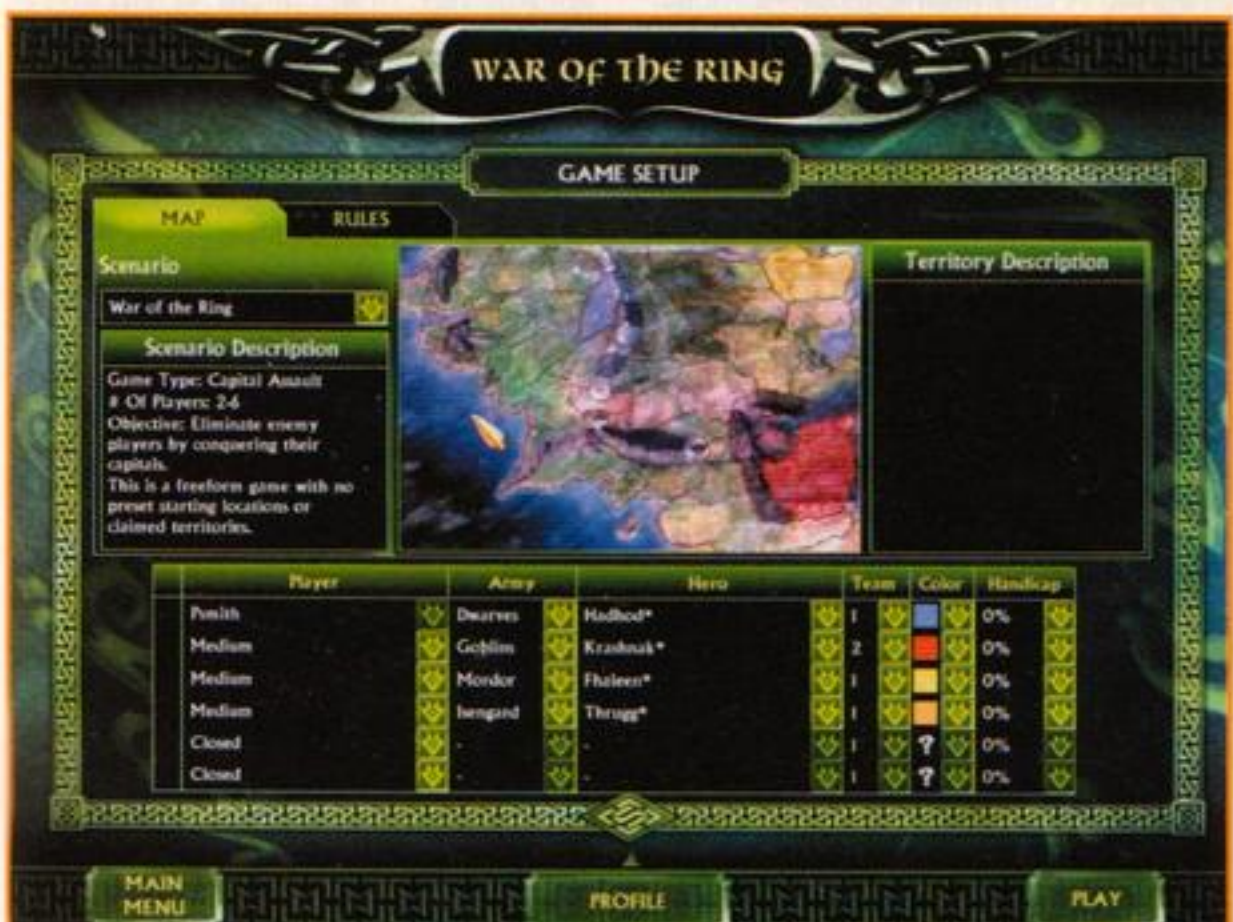 WAR OF THE RING
GAME SETUP
MAP RULES
Scenario
War of the Ring
Scenario Description
Game Type: Capital Assault
# Of Players: 2-6
Objective: Eliminate enemy
players by conquering their
capitals.
This is a freeform game with no
preset starting locations or
claimed territories.
Territory Description
Player Army Hero Team Color Handicap
Psmith Dwarves Hadhod* 1 0%
Medium Goblins Krashnak* 2 0%
Medium Mordor Fhaleen* 1 0%
Medium Isengard Thrugg* 1 0%
Closed - - 1 ? 0%
Closed - - 1 ? 0%
MAIN
MENU
PROFILE
PLAY